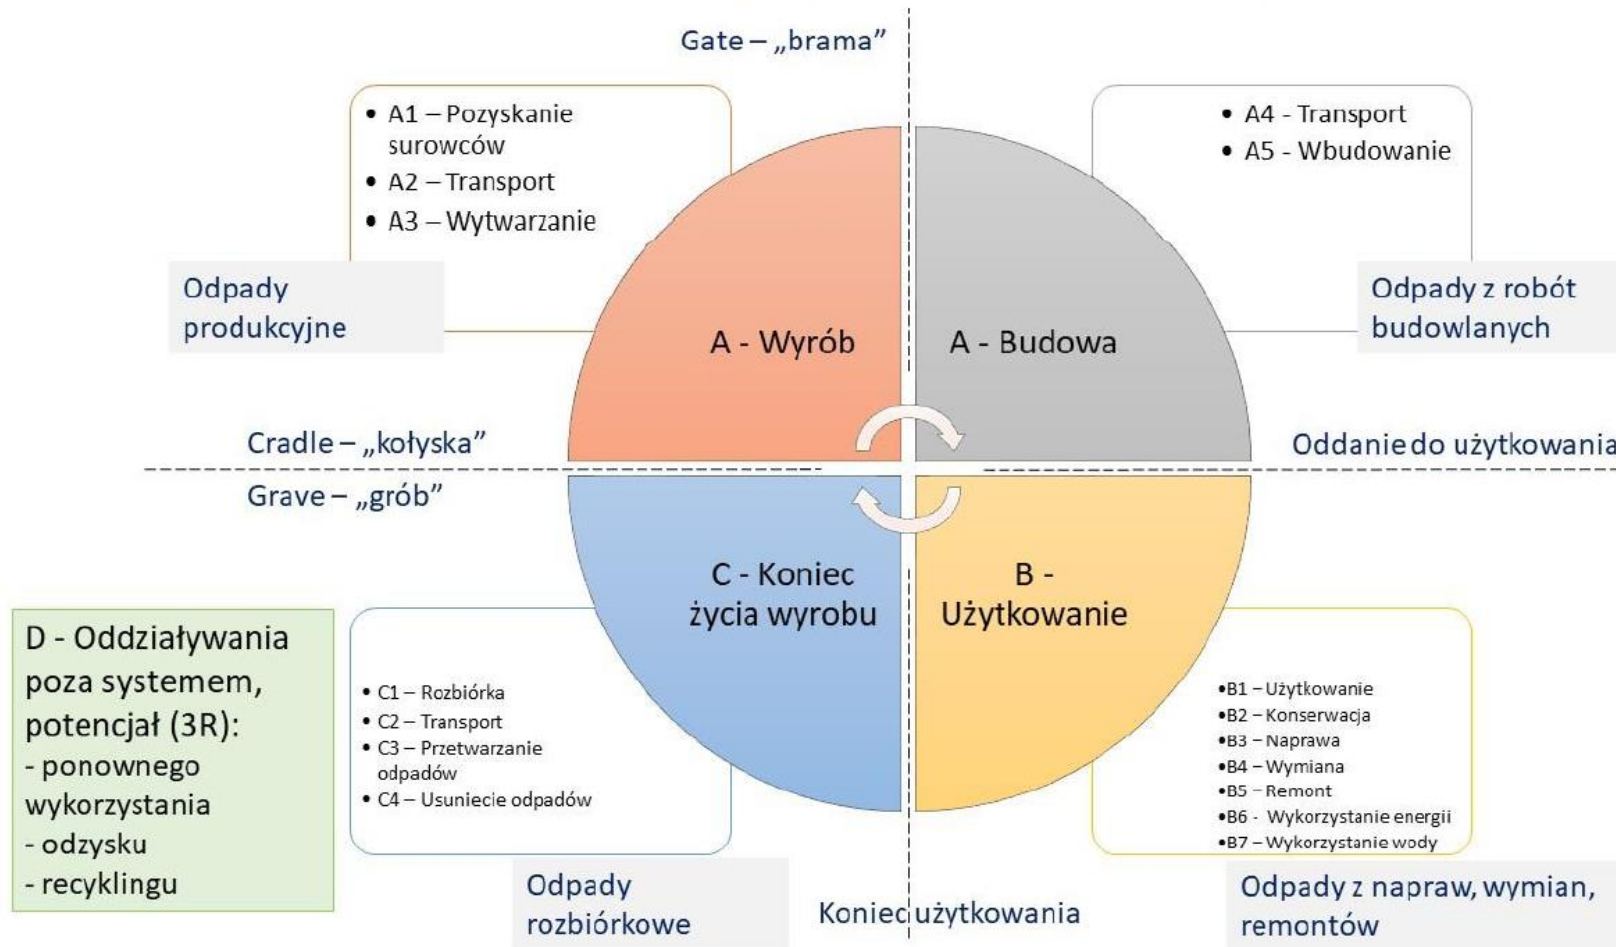 Gate – „brama”
• A1 – Pozyskanie
surowców
• A2 – Transport
• A3 – Wytwarzanie
• A4 - Transport
• A5 - Wbudowanie
Odpady
produkcyjne
Odpady z robót
budowlanych
A - Wyrób
A - Budowa
Cradle – „kołyska”
Oddanie do użytkowania
Grave – „grób”
C - Koniec
życia wyrobu
B -
Użytkowanie
D - Oddziaływania
poza systemem,
potencjał (3R):
- ponownego
wykorzystania
- odzysku
- recyklingu
• C1 – Rozbiórka
• C2 – Transport
• C3 – Przetwarzanie
odpadów
• C4 – Usuniecie odpadów
•B1 – Użytkowanie
•B2 – Konserwacja
•B3 – Naprawa
•B4 – Wymiana
•B5 – Remont
•B6 - Wykorzystanie energii
•B7 – Wykorzystanie wody
Odpady
rozbiórkowe
Koniec użytkowania
Odpady z napraw, wymian,
remontów